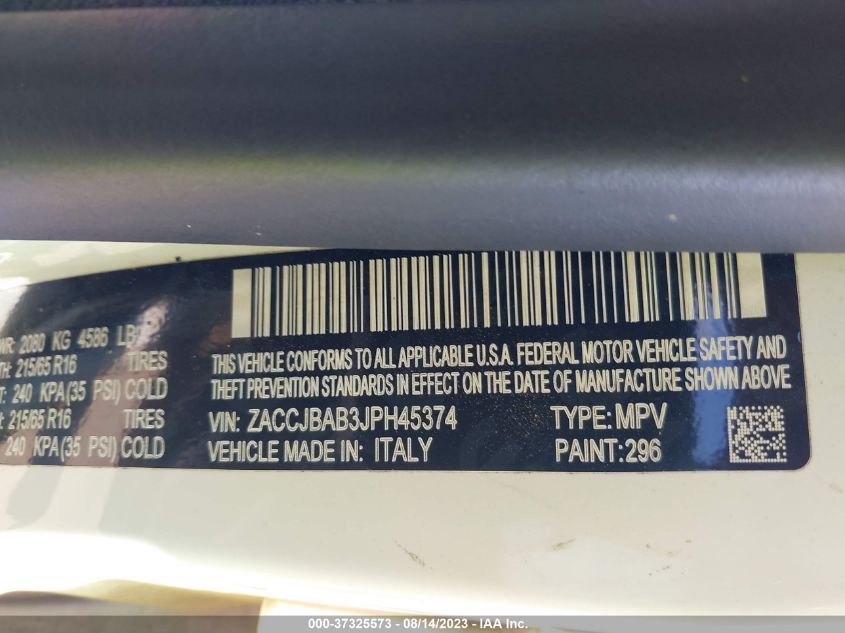 WR: 2080 KG 4586 LB
TH: 215/65 R16 TIRES
T: 240 KPA(35 PSI) COLD
: 215/65 R16 TIRES
240 KPA(35 PSI) COLD
THIS VEHICLE CONFORMS TO ALL APPLICABLE U.S.A. FEDERAL MOTOR VEHICLE SAFETY AND
THEFT PREVENTION STANDARDS IN EFFECT ON THE DATE OF MANUFACTURE SHOWN ABOVE
VIN: ZACCJBAB3JPH45374 TYPE: MPV
VEHICLE MADE IN: ITALY PAINT:296
000-37325573 - 08/14/2023 - IAA Inc.